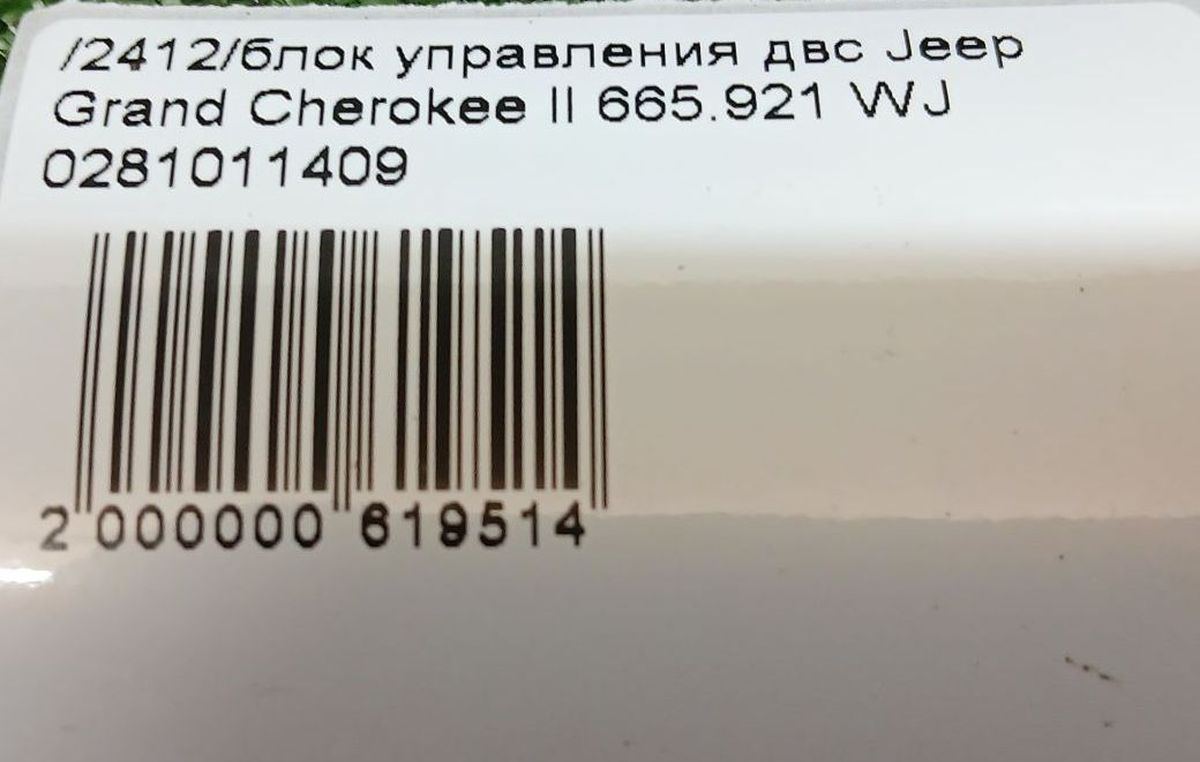 /2412/блок управления двс Jeep
Grand Cherokee II 665.921 WJ
0281011409
2 000000 619514